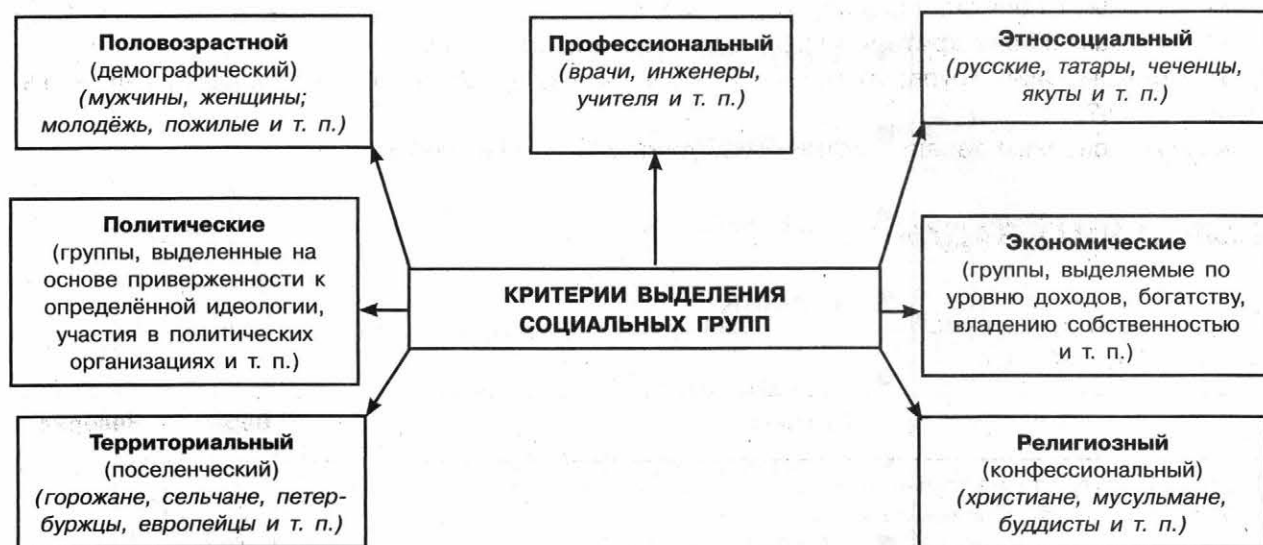 Половозрастной
(демографический)
(мужчины, женщины;
молодёжь, пожилые и т. п.)
Профессиональный
(врачи, инженеры,
учителя и т. п.)
Этносоциальный
(русские, татары, чеченцы,
якуты и т. п.)
Политические
(группы, выделенные на
основе приверженности к
определённой идеологии,
участия в политических
организациях и т. п.)
КРИТЕРИИ ВЫДЕЛЕНИЯ
СОЦИАЛЬНЫХ ГРУПП
Экономические
(группы, выделяемые по
уровню доходов, богатству,
владению собственностью
и т. п.)
Территориальный
(поселенческий)
(горожане, сельчане, петер-
буржцы, европейцы и т. п.)
Религиозный
(конфессиональный)
(христиане, мусульмане,
буддисты и т. п.)